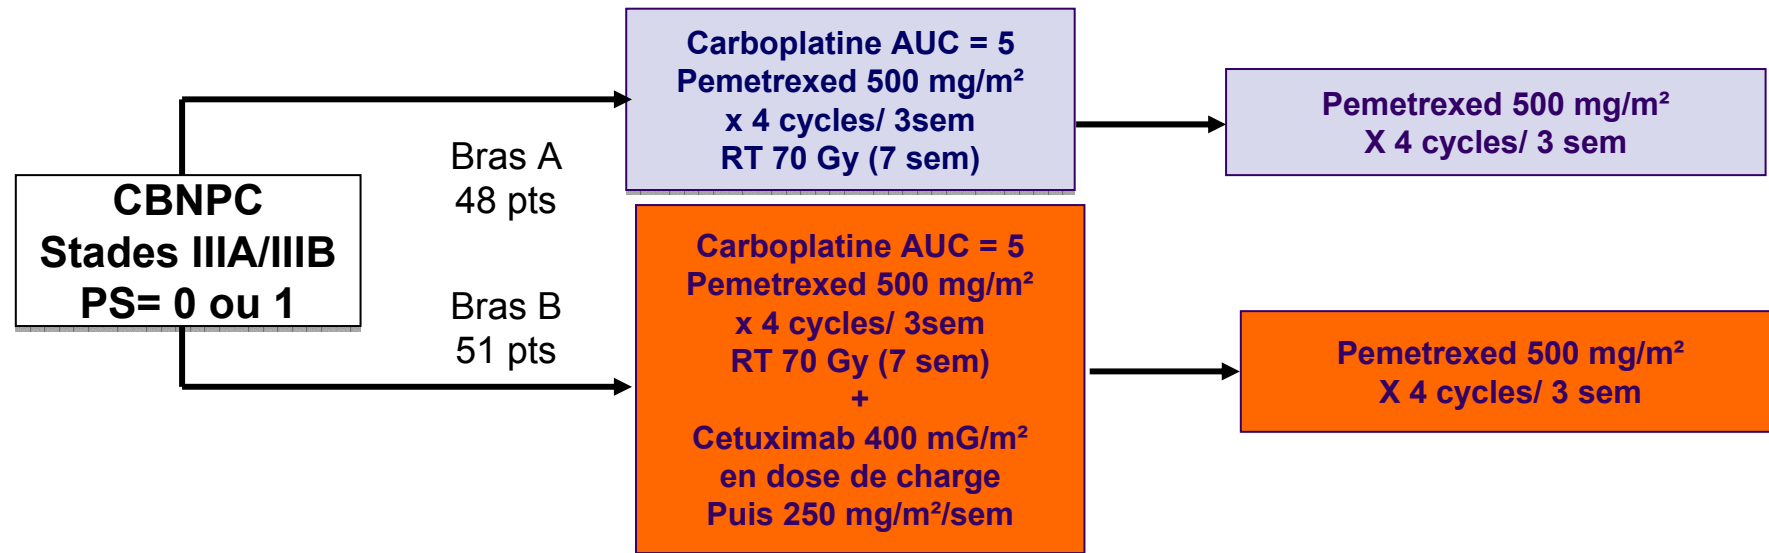 CBNPC
Stades IIIA/IIIB
PS= 0 ou 1
Bras A
48 pts
Carboplatine AUC = 5
Pemetrexed 500 mg/m²
x 4 cycles/ 3sem
RT 70 Gy (7 sem)
Pemetrexed 500 mg/m²
X 4 cycles/ 3 sem
Bras B
51 pts
Carboplatine AUC = 5
Pemetrexed 500 mg/m²
x 4 cycles/ 3sem
RT 70 Gy (7 sem)
+
Cetuximab 400 mG/m²
en dose de charge
Puis 250 mg/m²/sem
Pemetrexed 500 mg/m²
X 4 cycles/ 3 sem